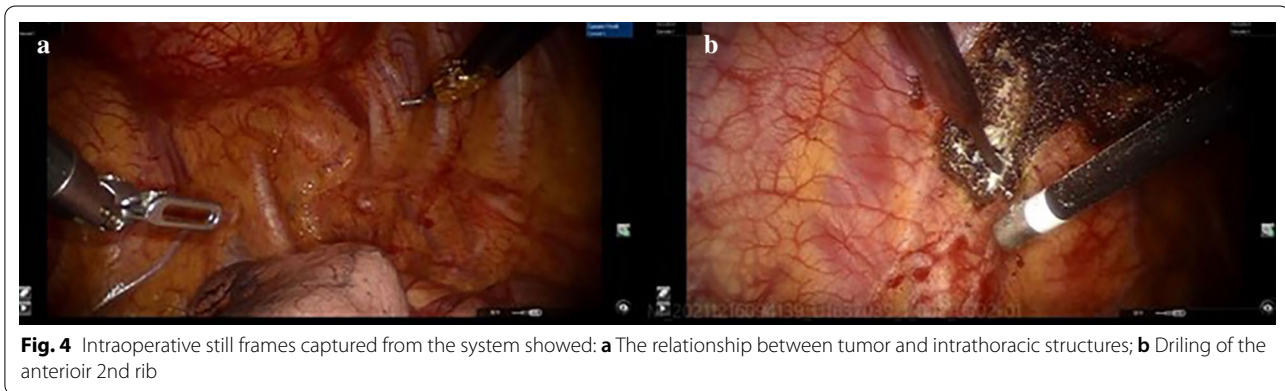 a
b
Fig. 4 Intraoperative still frames captured from the system showed: a The relationship between tumor and intrathoracic structures; b Driling of the
anterioir 2nd rib